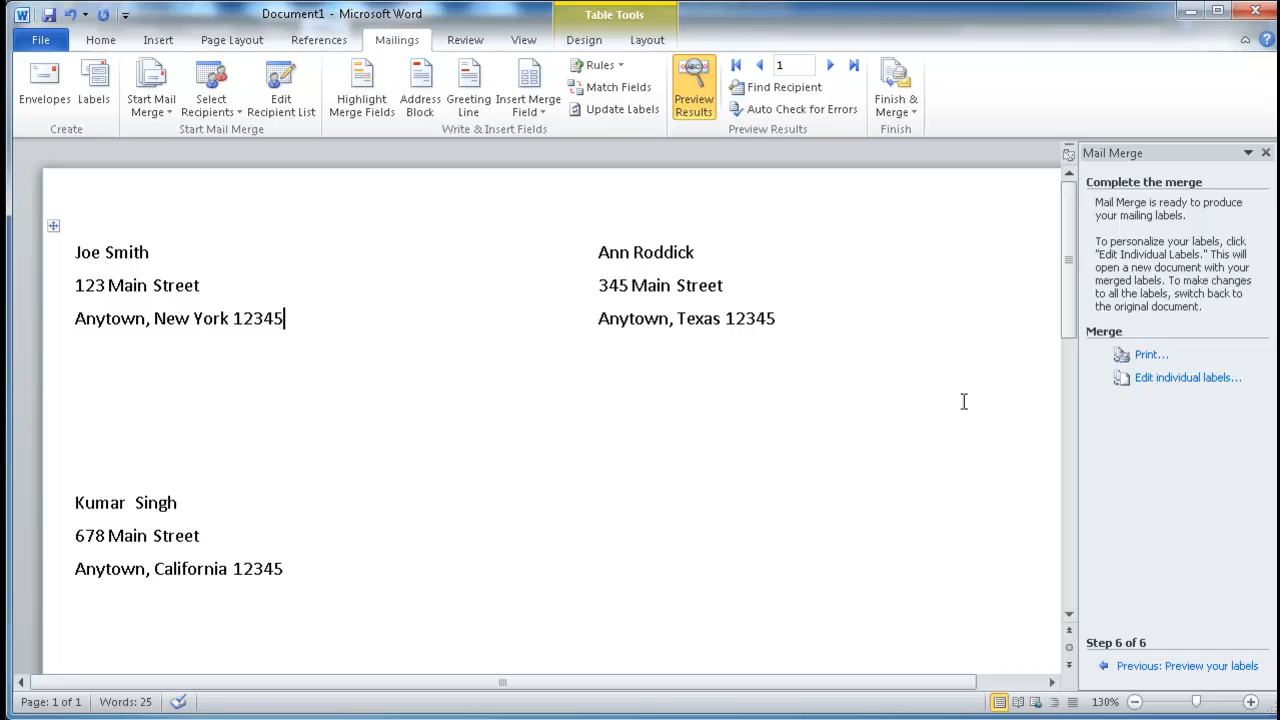 Document1 - Microsoft Word
Table Tools
File Home Insert Page Layout References Mailings Review View Design Layout
Envelopes
Labels
Create
Start Mail
Merge
Select
Recipients
Edit
Recipient List
Start Mail Merge
Highlight
Merge Fields
Address
Block
Greeting
Line
Insert Merge
Field
Rules
Match Fields
Update Labels
Write & Insert Fields
ABC
Preview
Results
1
Find Recipient
Auto Check for Errors
Preview Results
Finish &
Merge
Finish
Joe Smith
123 Main Street
Anytown, New York 12345
Ann Roddick
345 Main Street
Anytown, Texas 12345
Kumar Singh
678 Main Street
Anytown, California 12345
Mail Merge
Complete the merge
Mail Merge is ready to produce
your mailing labels.
To personalize your labels, click
"Edit Individual Labels." This will
open a new document with your
merged labels. To make changes
to all the labels, switch back to
the original document.
Merge
Print...
Edit individual labels...
Step 6 of 6
Previous: Preview your labels
Page: 1 of 1 Words: 25 130%